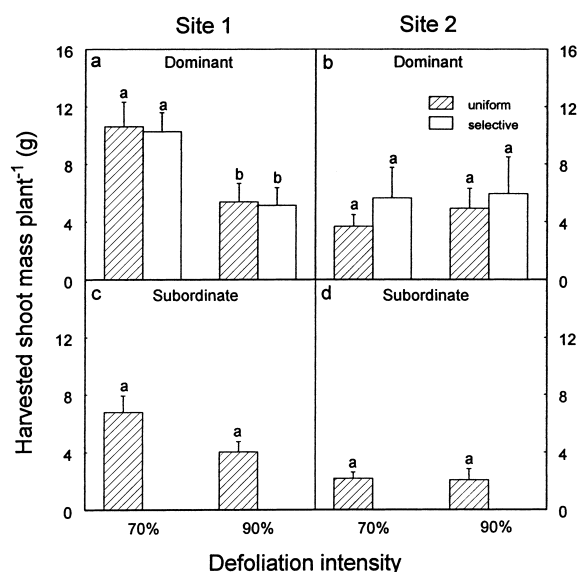 Site 1
Site 2
16
a
Dominant
a
a
b
b
12
8
4
0
b
Dominant
uniform
selective
a
a
a
a
16
12
8
4
0
c
Subordinate
a
a
12
8
4
0
d
Subordinate
a
a
12
8
4
0
70%
90%
70%
90%
Harvested shoot mass plant⁻¹ (g)
Defoliation intensity